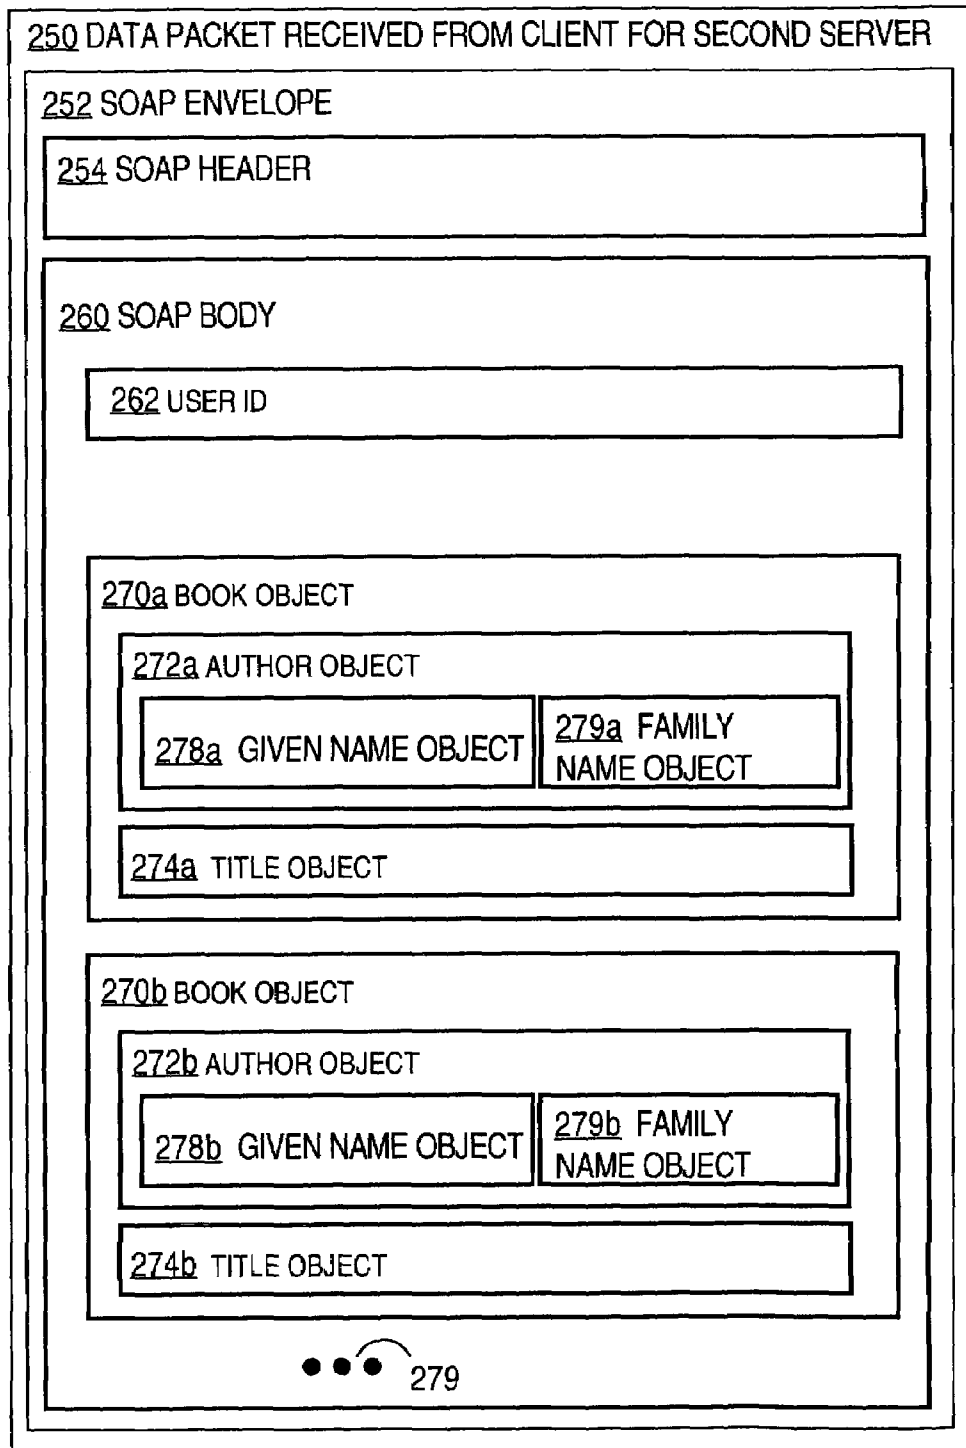 250 DATA PACKET RECEIVED FROM CLIENT FOR SECOND SERVER
252 SOAP ENVELOPE
254 SOAP HEADER
260 SOAP BODY
262 USER ID
270a BOOK OBJECT
272a AUTHOR OBJECT
278a GIVEN NAME OBJECT
279a FAMILY
NAME OBJECT
274a TITLE OBJECT
270b BOOK OBJECT
272b AUTHOR OBJECT
278b GIVEN NAME OBJECT
279b FAMILY
NAME OBJECT
274b TITLE OBJECT
279